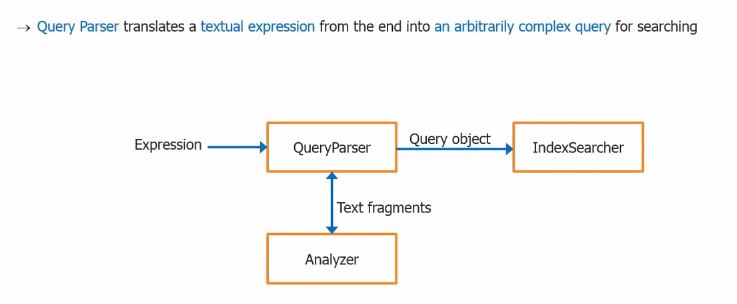 → Query Parser translates a textual expression from the end into an arbitrarily complex query for searching
Expression
QueryParser
Query object
IndexSearcher
Text fragments
Analyzer